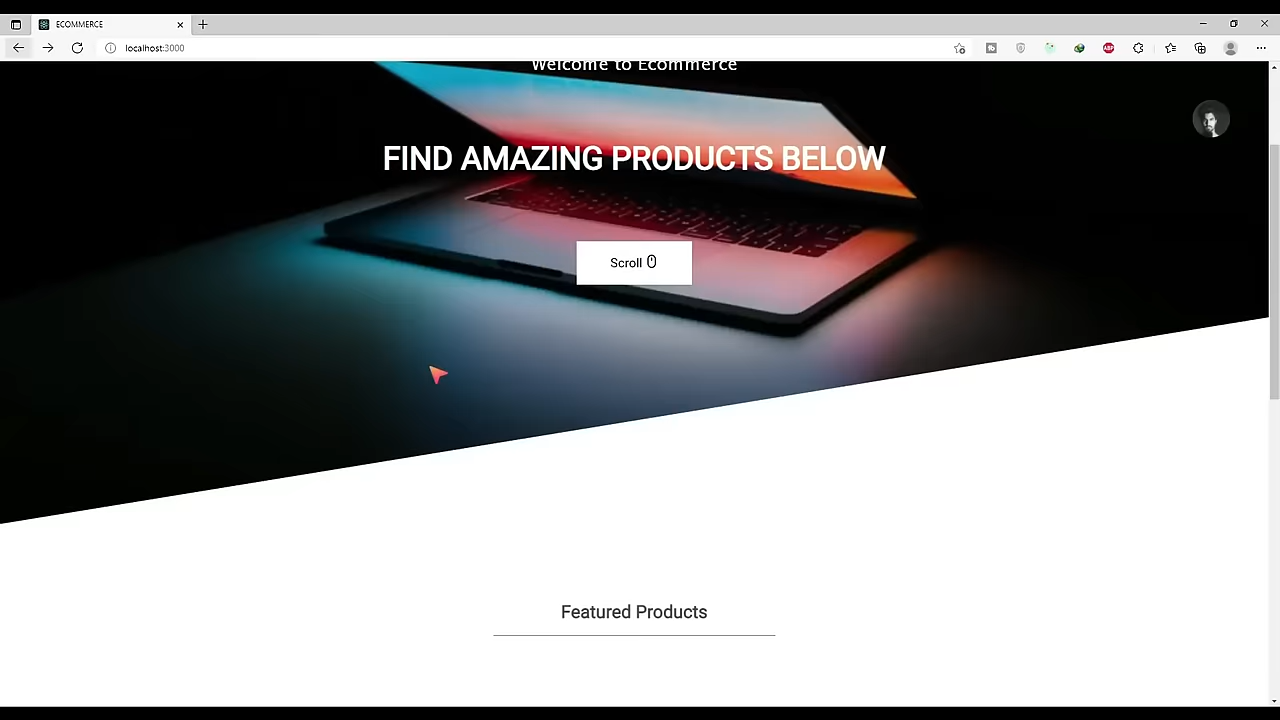 ECOMMERCE
localhost:3000
Welcome to Ecommerce
FIND AMAZING PRODUCTS BELOW
Scroll
Featured Products